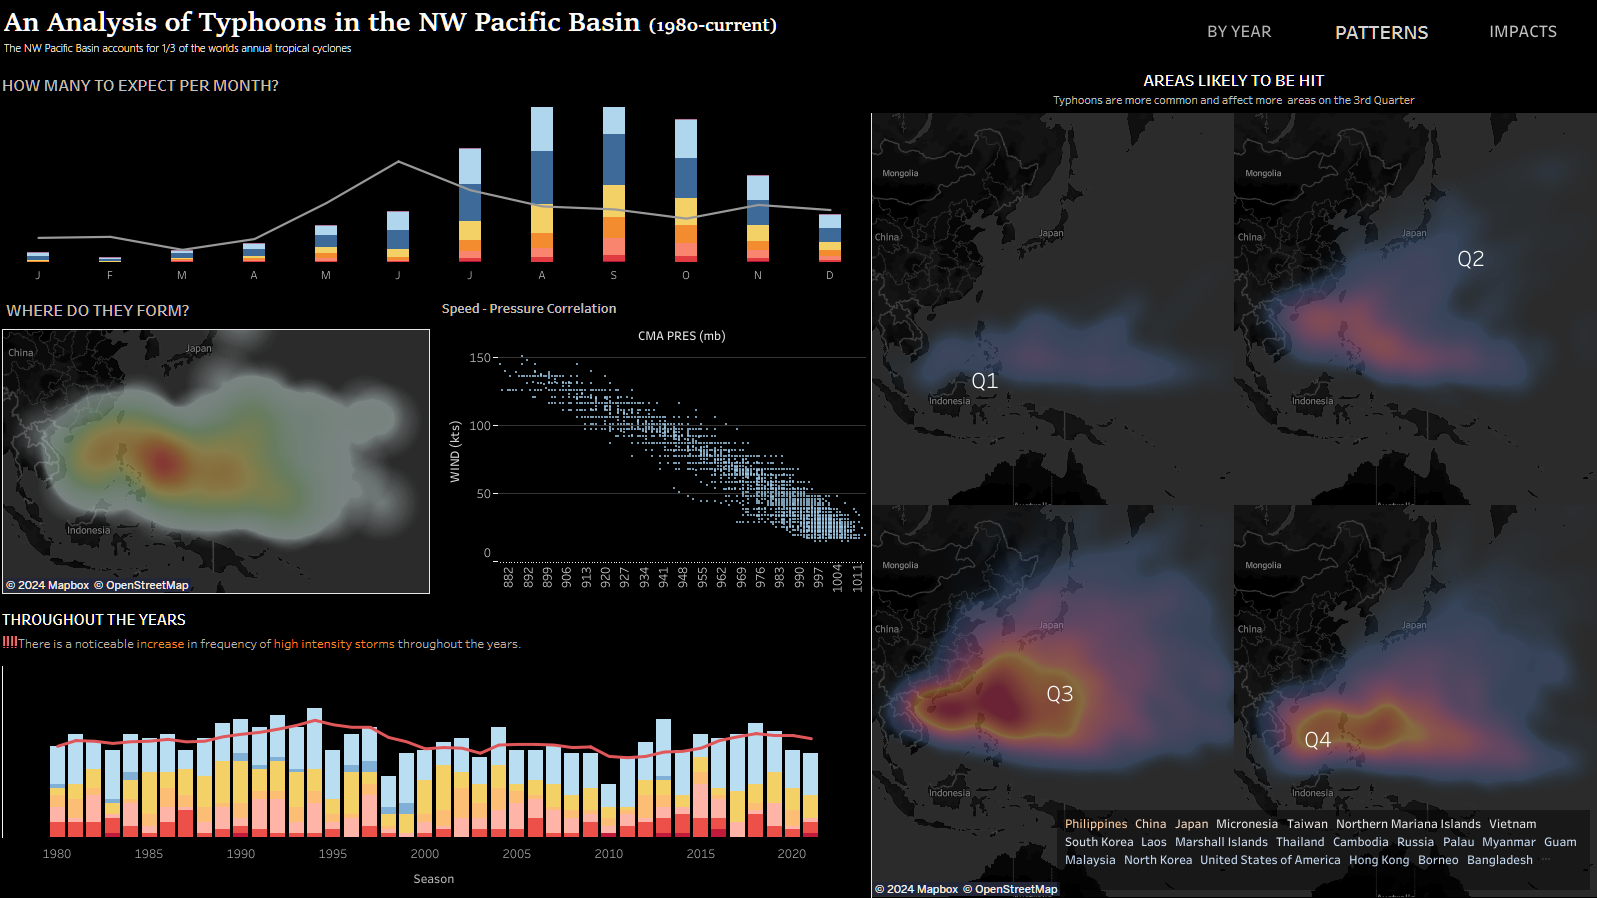 An Analysis of Typhoons in the NW Pacific Basin (1980-current)
The NW Pacific Basin accounts for 1/3 of the worlds annual tropical cyclones
BY YEAR
PATTERNS
IMPACTS
HOW MANY TO EXPECT PER MONTH?
J F M A M J J A S O N D
WHERE DO THEY FORM?
China
Japan
Indonesia
© 2024 Mapbox © OpenStreetMap
Speed - Pressure Correlation
CMA PRES (mb)
WIND (kts)
150
100
50
0
882 892 899 906 913 920 927 934 941 948 955 962 969 976 983 990 997 1004 1011
THROUGHOUT THE YEARS
!!!!There is a noticeable increase in frequency of high intensity storms throughout the years.
1980 1985 1990 1995 2000 2005 2010 2015 2020
Season
AREAS LIKELY TO BE HIT
Typhoons are more common and affect more areas on the 3rd Quarter
Mongolia
China
Japan
Q1
Indonesia
Mongolia
China
Japan
Q2
Indonesia
Mongolia
China
Japan
Q3
Indonesia
Mongolia
China
Japan
Q4
Indonesia
Philippines China Japan Micronesia Taiwan Northern Mariana Islands Vietnam
South Korea Laos Marshall Islands Thailand Cambodia Russia Palau Myanmar Guam
Malaysia North Korea United States of America Hong Kong Borneo Bangladesh ...
© 2024 Mapbox © OpenStreetMap